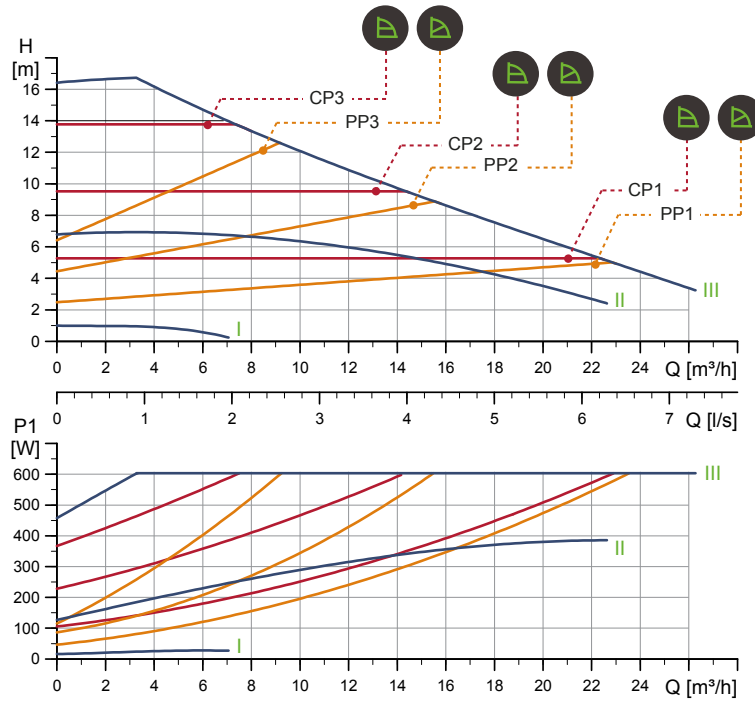 H
[m]
16
14
12
10
8
6
4
2
0
CP3
PP3
CP2
PP2
CP1
PP1
I
II
III
0 2 4 6 8 10 12 14 16 18 20 22 24 Q [m³/h]
0 1 2 3 4 5 6 7 Q [l/s]
P1
[W]
600
500
400
300
200
100
0
III
II
I
0 2 4 6 8 10 12 14 16 18 20 22 24 Q [m³/h]